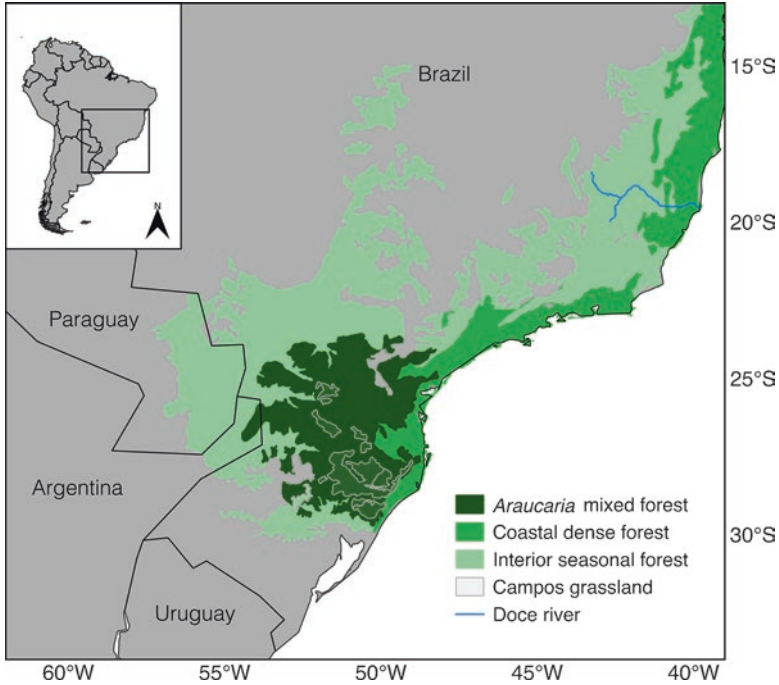 N
Brazil
Paraguay
Argentina
Uruguay
15°S
20°S
25°S
30°S
Araucaria mixed forest
Coastal dense forest
Interior seasonal forest
Campos grassland
Doce river
60°W
55°W
50°W
45°W
40°W